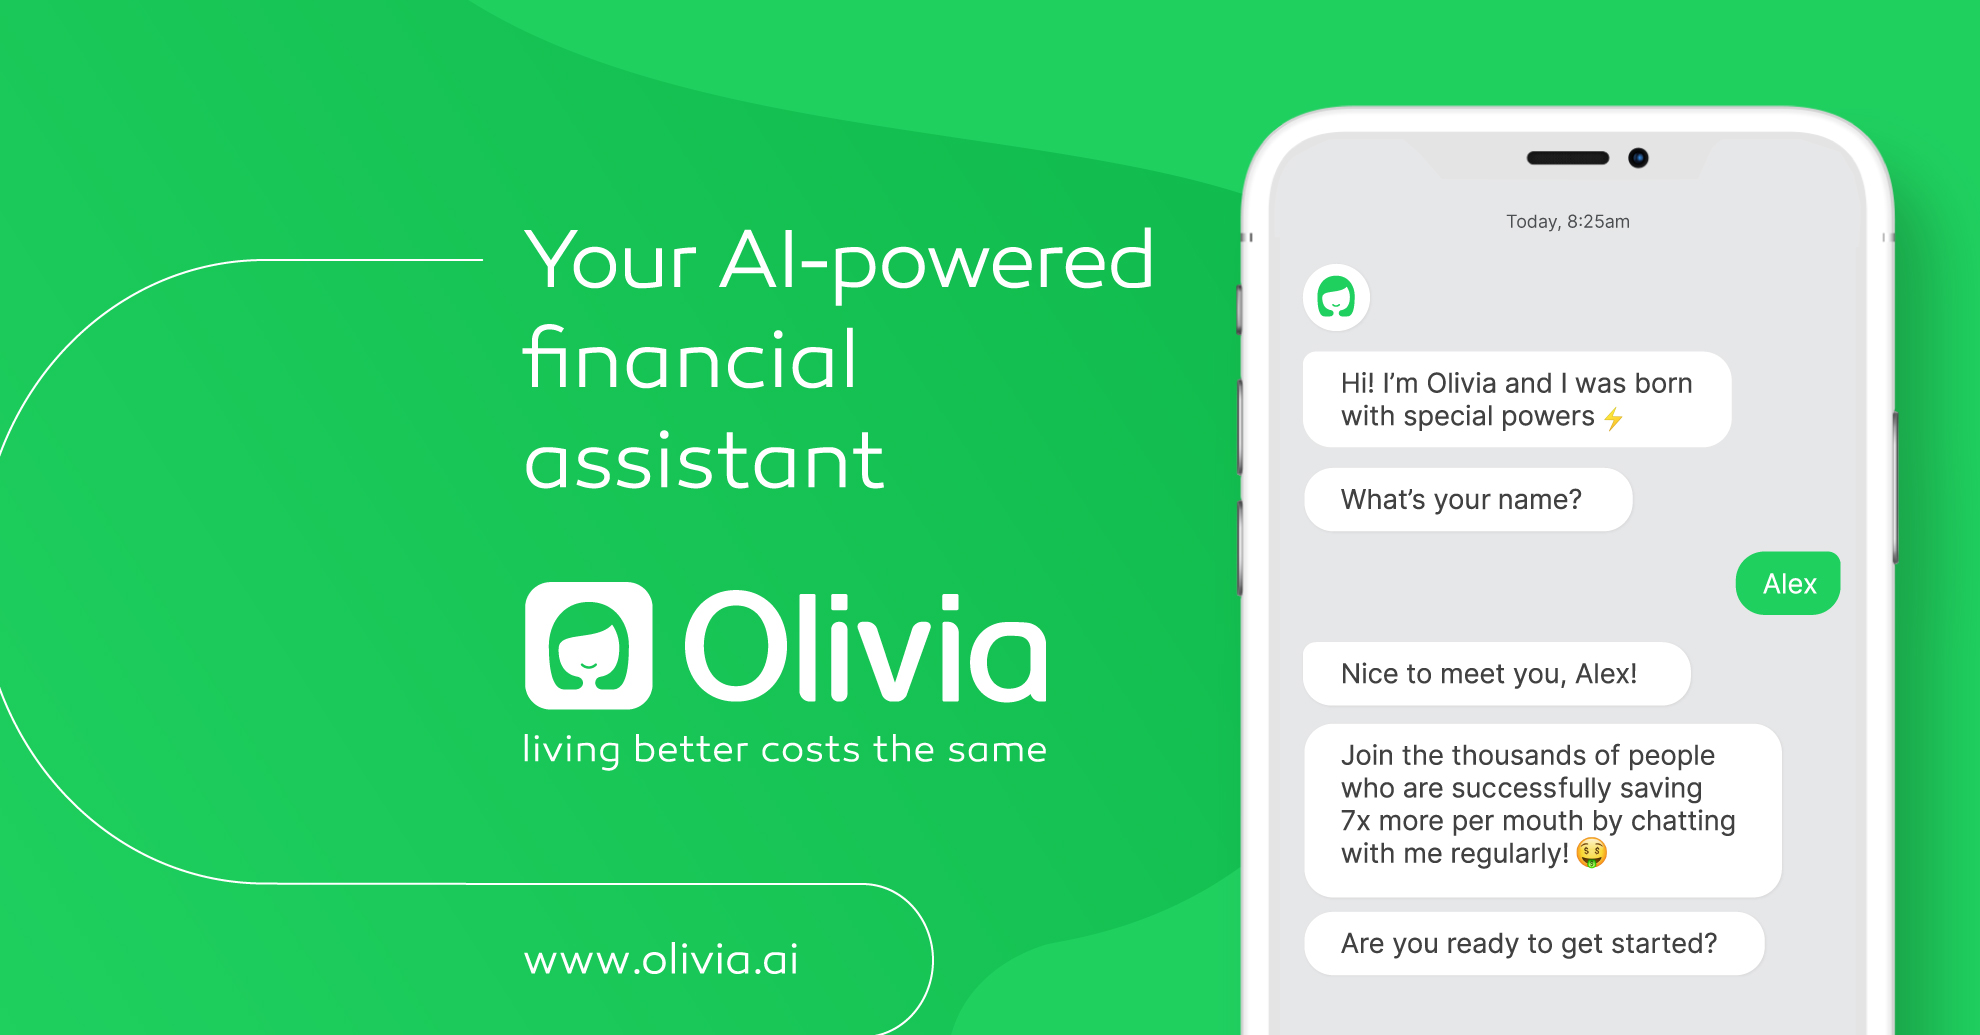 Your AI-powered
financial
assistant
Olivia
living better costs the same
www.olivia.ai
Today, 8:25am
Hi! I’m Olivia and I was born
with special powers⚡
What’s your name?
Alex
Nice to meet you, Alex!
Join the thousands of people
who are successfully saving
7x more per mouth by chatting
with me regularly!🤑
Are you ready to get started?